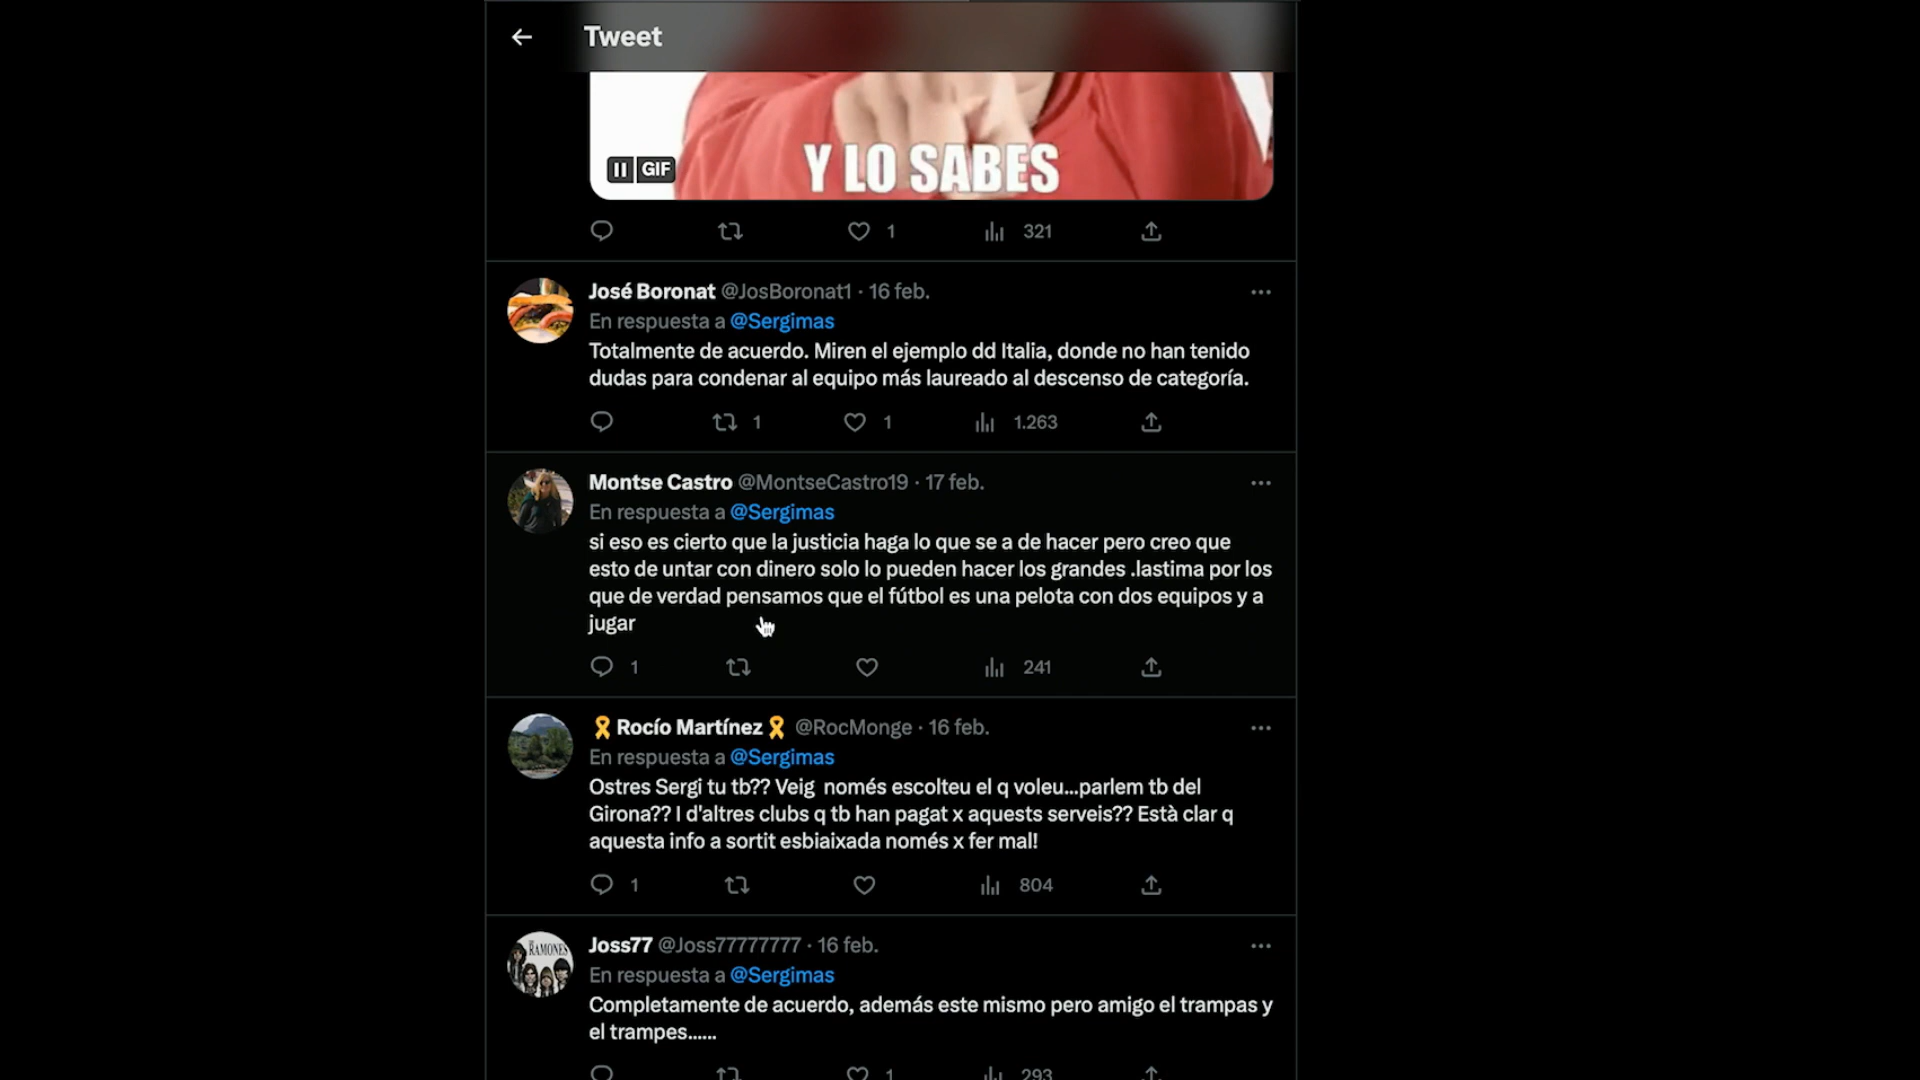 Tweet
GIF
Y LO SABES
1
321
José Boronat @JosBoronat1 · 16 feb.
En respuesta a @Sergimas
Totalmente de acuerdo. Miren el ejemplo dd Italia, donde no han tenido
dudas para condenar al equipo más laureado al descenso de categoría.
1 1 1.263
Montse Castro @MontseCastro19 · 17 feb.
En respuesta a @Sergimas
si eso es cierto que la justicia haga lo que se a de hacer pero creo que
esto de untar con dinero solo lo pueden hacer los grandes .lastima por los
que de verdad pensamos que el fútbol es una pelota con dos equipos y a
jugar
1 241
🎗Rocío Martínez🎗 @RocMonge · 16 feb.
En respuesta a @Sergimas
Ostres Sergi tu tb?? Veig  només escolteu el q voleu...parlem tb del
Girona?? I d'altres clubs q tb han pagat x aquests serveis?? Està clar q
aquesta info a sortit esbiaixada només x fer mal!
1 804
RAMONES
Joss77 @Joss77777777 · 16 feb.
En respuesta a @Sergimas
Completamente de acuerdo, además este mismo pero amigo el trampas y
el trampes......
1 293